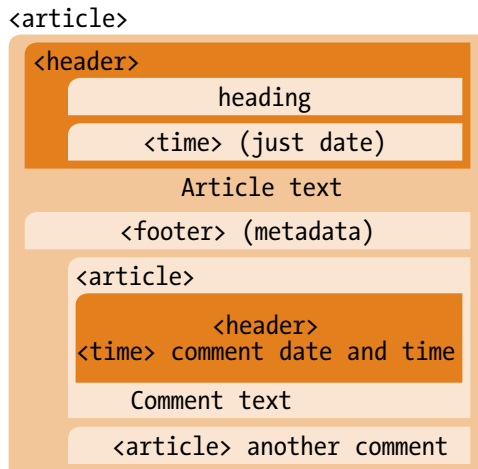 <article>
<header>
heading
<time> (just date)
Article text
<footer> (metadata)
<article>
<header>
<time> comment date and time
Comment text
<article> another comment